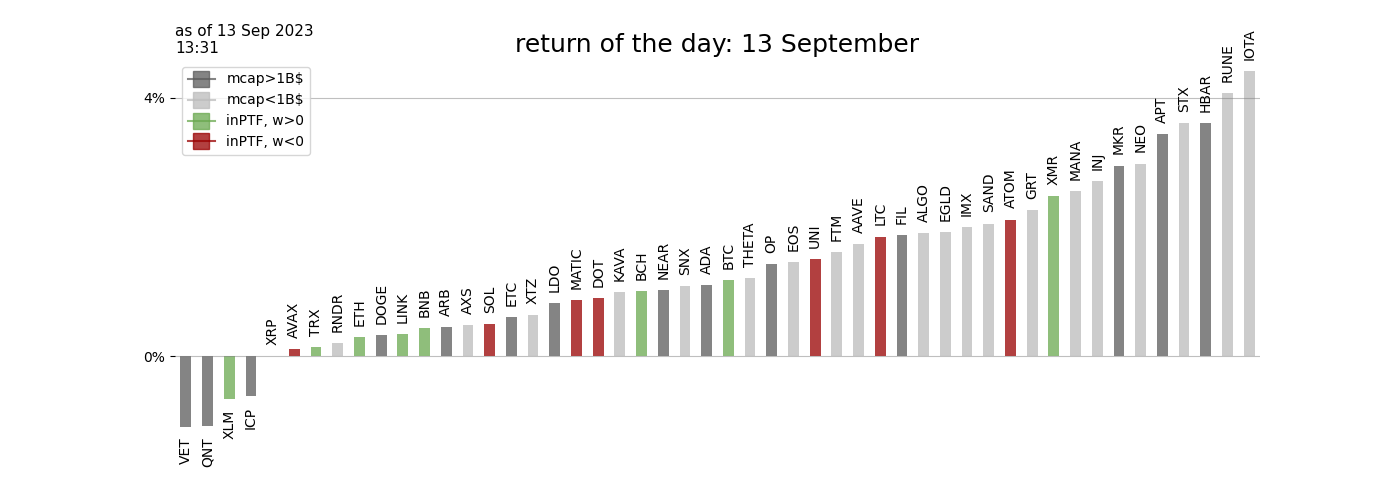 as of 13 Sep 2023
13:31
return of the day: 13 September
mcap>1B$
mcap<1B$
inPTF, w>0
inPTF, w<0
4%
0%
VET
QNT
XLM
ICP
XRP
AVAX
TRX
RNDR
ETH
DOGE
LINK
BNB
ARB
AXS
SOL
ETC
XTZ
LDO
MATIC
DOT
KAVA
BCH
NEAR
SNX
ADA
BTC
THETA
OP
EOS
UNI
FTM
AAVE
LTC
FIL
ALGO
EGLD
IMX
SAND
ATOM
GRT
XMR
MANA
INJ
MKR
NEO
APT
STX
HBAR
RUNE
IOTA